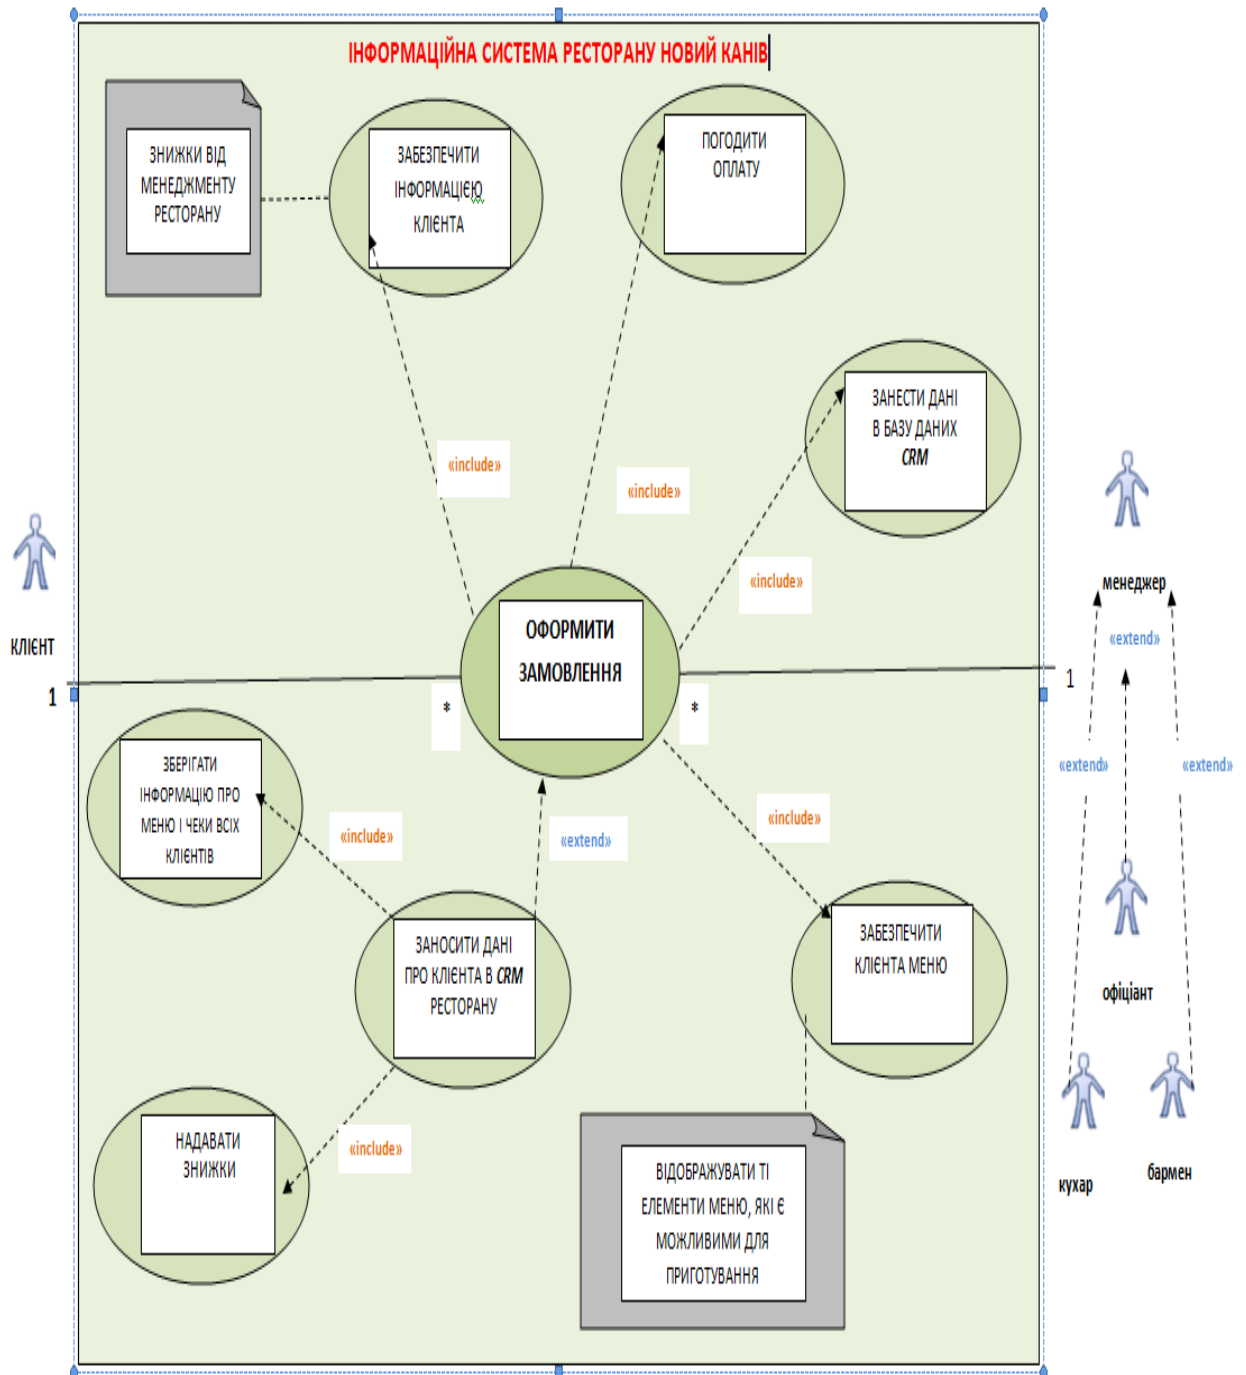 ІНФОРМАЦІЙНА СИСТЕМА РЕСТОРАНУ НОВИЙ КАНІВ
ЗНИЖКИ ВІД
МЕНЕДЖМЕНТУ
РЕСТОРАНУ
ЗАБЕЗПЕЧИТИ
ІНФОРМАЦІЄЮ
КЛІЄНТА
ПОГОДИТИ
ОПЛАТУ
ЗАНЕСТИ ДАНІ
В БАЗУ ДАНИХ
CRM
«include»
«include»
«include»
КЛІЄНТ
1
ОФОРМИТИ
ЗАМОВЛЕННЯ
*
*
1
менеджер
«extend»
«extend»
«extend»
ЗБЕРІГАТИ
ІНФОРМАЦІЮ ПРО
МЕНЮ І ЧЕКИ ВСІХ
КЛІЄНТІВ
«include»
«extend»
«include»
ЗАНОСИТИ ДАНІ
ПРО КЛІЄНТА В CRM
РЕСТОРАНУ
ЗАБЕЗПЕЧИТИ
КЛІЄНТА МЕНЮ
офіціант
НАДАВАТИ
ЗНИЖКИ
«include»
ВІДОБРАЖУВАТИ ТІ
ЕЛЕМЕНТИ МЕНЮ, ЯКІ Є
МОЖЛИВИМИ ДЛЯ
ПРИГОТУВАННЯ
кухар
бармен